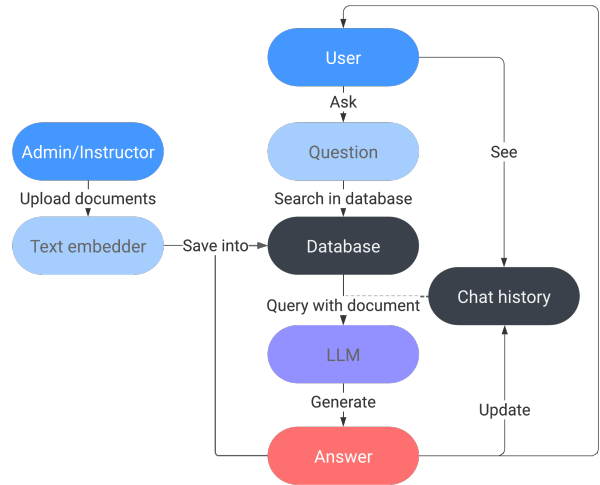 User
Ask
Admin/Instructor
Question
See
Upload documents
Search in database
Text embedder
Save into
Database
Chat history
Query with document
LLM
Generate
Update
Answer